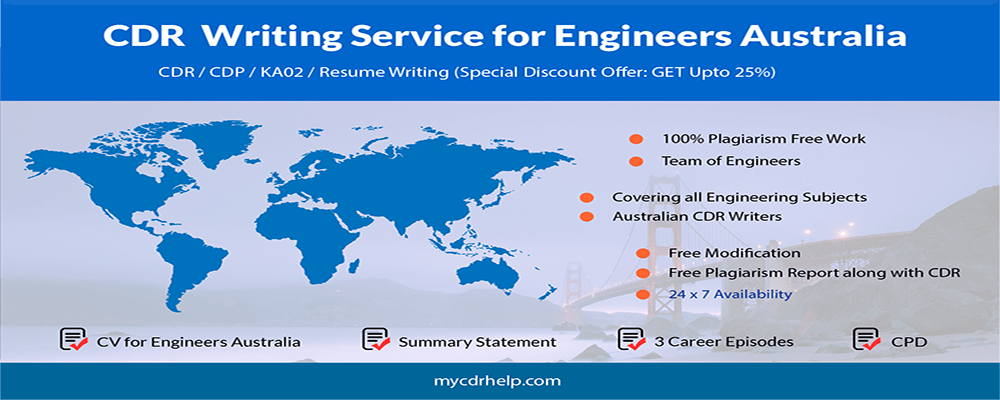 CDR Writing Service for Engineers Australia
CDR / CDP / KA02 / Resume Writing (Special Discount Offer: GET Upto 25%)
100% Plagiarism Free Work
Team of Engineers
Covering all Engineering Subjects
Australian CDR Writers
Free Modification
Free Plagiarism Report along with CDR
24 x 7 Availability
CV for Engineers Australia
Summary Statement
3 Career Episodes
CPD
mycdrhelp.com